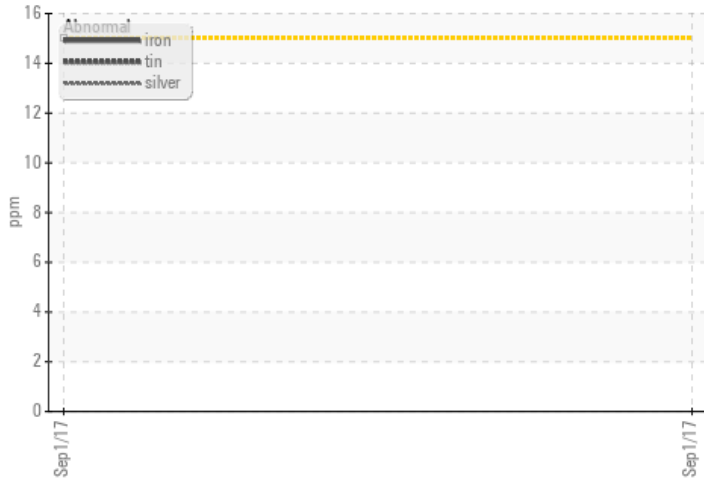 ppm
16
14
12
10
8
6
4
2
0
Abnormal
iron
tin
silver
Sep1/17
Sep1/17